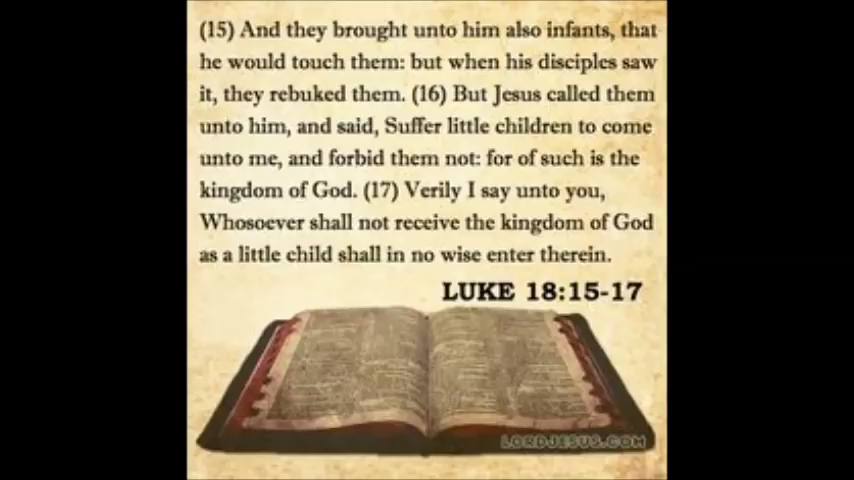 (15) And they brought unto him also infants, that
he would touch them: but when his disciples saw
it, they rebuked them. (16) But Jesus called them
unto him, and said, Suffer little children to come
unto me, and forbid them not: for of such is the
kingdom of God. (17) Verily I say unto you,
Whosoever shall not receive the kingdom of God
as a little child shall in no wise enter therein.
LUKE 18:15-17
LORDJESUS.COM